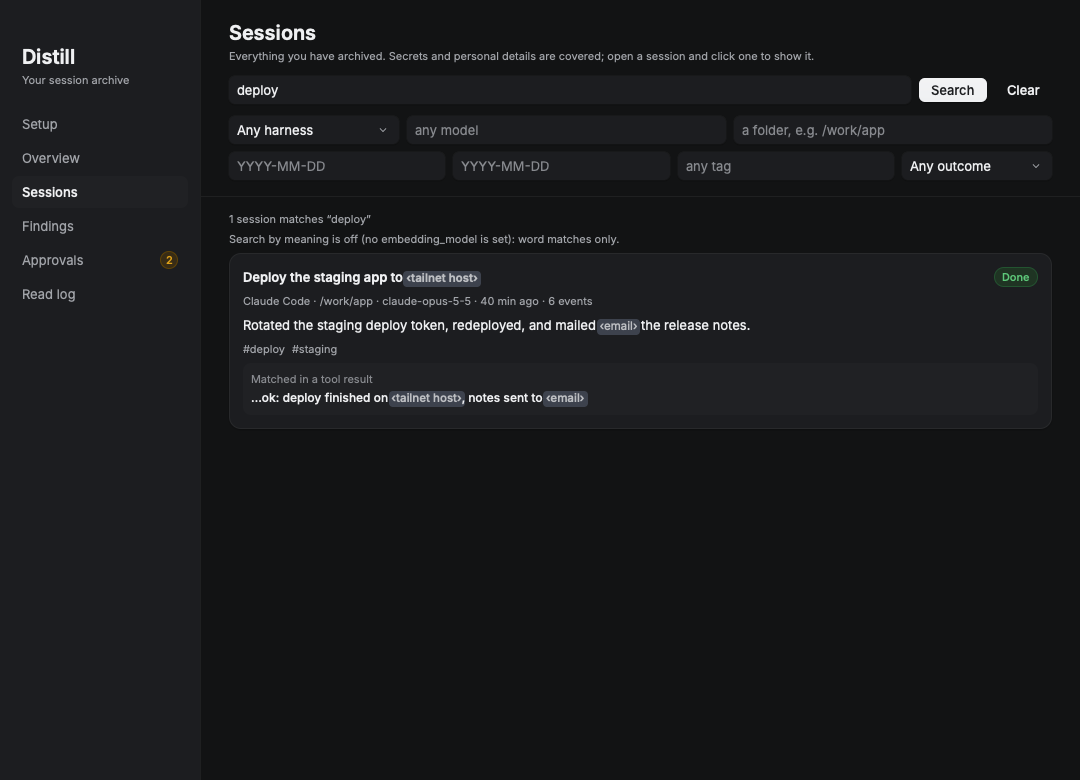 Distill
Your session archive
Setup
Overview
Sessions
Findings
Approvals 2
Read log
Sessions
Everything you have archived. Secrets and personal details are covered; open a session and click one to show it.
deploy Search Clear
Any harness any model a folder, e.g. /work/app
YYYY-MM-DD YYYY-MM-DD any tag Any outcome
1 session matches “deploy”
Search by meaning is off (no embedding_model is set): word matches only.
Deploy the staging app to ‹tailnet host› Done
Claude Code · /work/app · claude-opus-5-5 · 40 min ago · 6 events
Rotated the staging deploy token, redeployed, and mailed ‹email› the release notes.
#deploy #staging
Matched in a tool result
…ok: deploy finished on ‹tailnet host›, notes sent to ‹email›